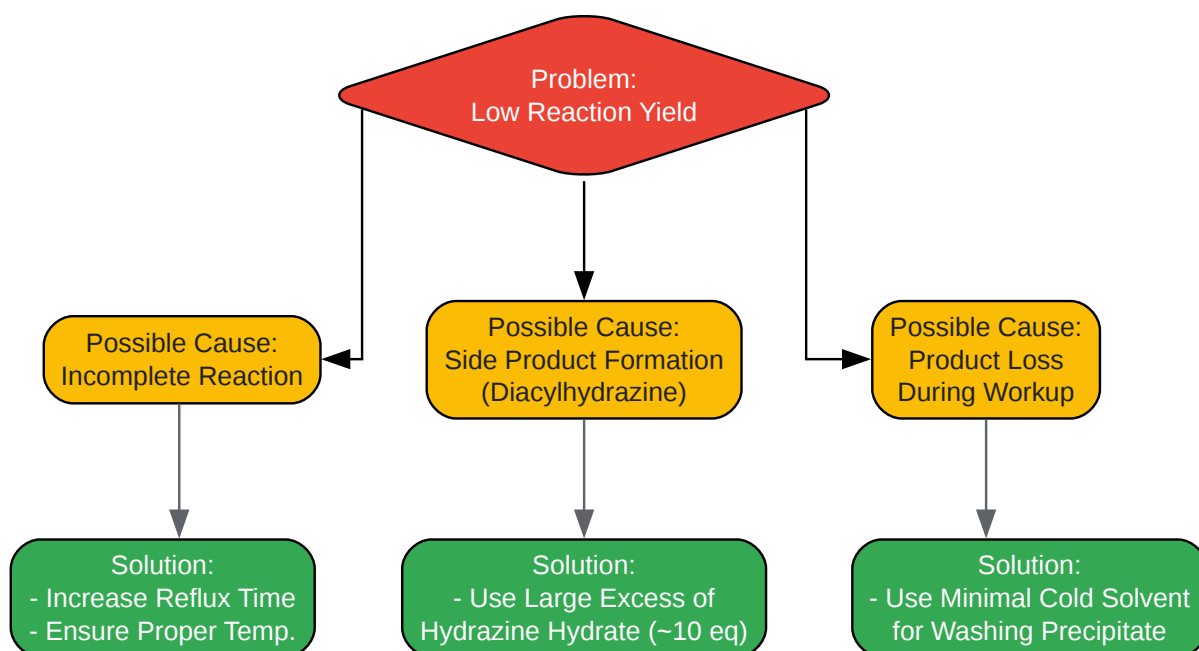 Problem:
Low Reaction Yield
Possible Cause:
Incomplete Reaction
Possible Cause:
Side Product Formation
(Diacylhydrazine)
Possible Cause:
Product Loss
During Workup
Solution:
- Increase Reflux Time
- Ensure Proper Temp.
Solution:
- Use Large Excess of
Hydrazine Hydrate (~10 eq)
Solution:
- Use Minimal Cold Solvent
for Washing Precipitate